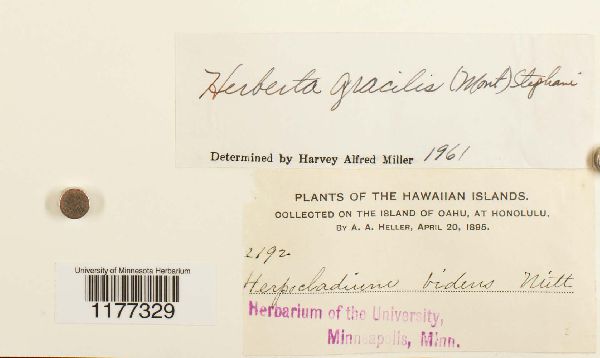 Herberta gracilis (Mont) Stephani
Determined by Harvey Alfred Miller 1961
PLANTS OF THE HAWAIIAN ISLANDS.
COLLECTED ON THE ISLAND OF OAHU, AT HONOLULU,
BY A. A. HELLER, APRIL 20, 1895.
2192
Herpocladium bidens Mitt
Herbarium of the University,
Minneapolis, Minn.
University of Minnesota Herbarium
1177329